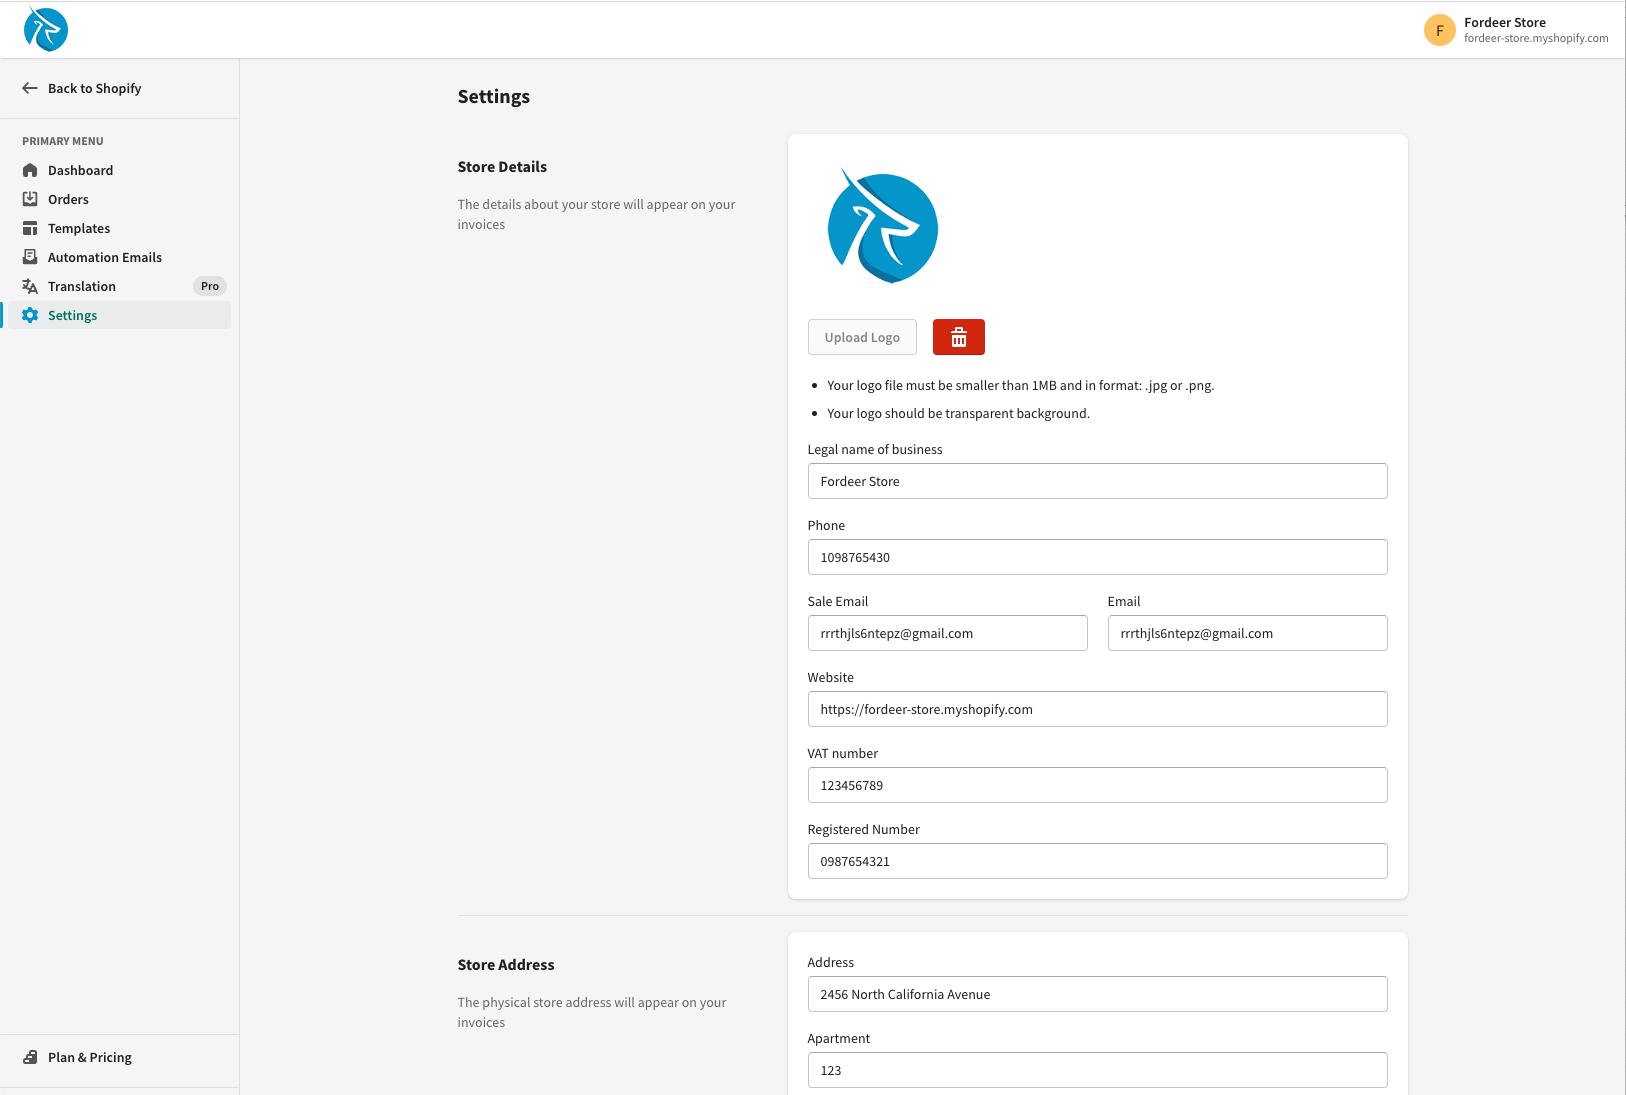 F
Fordeer Store
fordeer-store.myshopify.com
Back to Shopify
PRIMARY MENU
Dashboard
Orders
Templates
Automation Emails
Translation
Pro
Settings
Plan & Pricing
Settings
Store Details
The details about your store will appear on your
invoices
Upload Logo
• Your logo file must be smaller than 1MB and in format: .jpg or .png.
• Your logo should be transparent background.
Legal name of business
Fordeer Store
Phone
1098765430
Sale Email
rrrthjls6ntepz@gmail.com
Email
rrrthjls6ntepz@gmail.com
Website
https://fordeer-store.myshopify.com
VAT number
123456789
Registered Number
0987654321
Store Address
The physical store address will appear on your
invoices
Address
2456 North California Avenue
Apartment
123